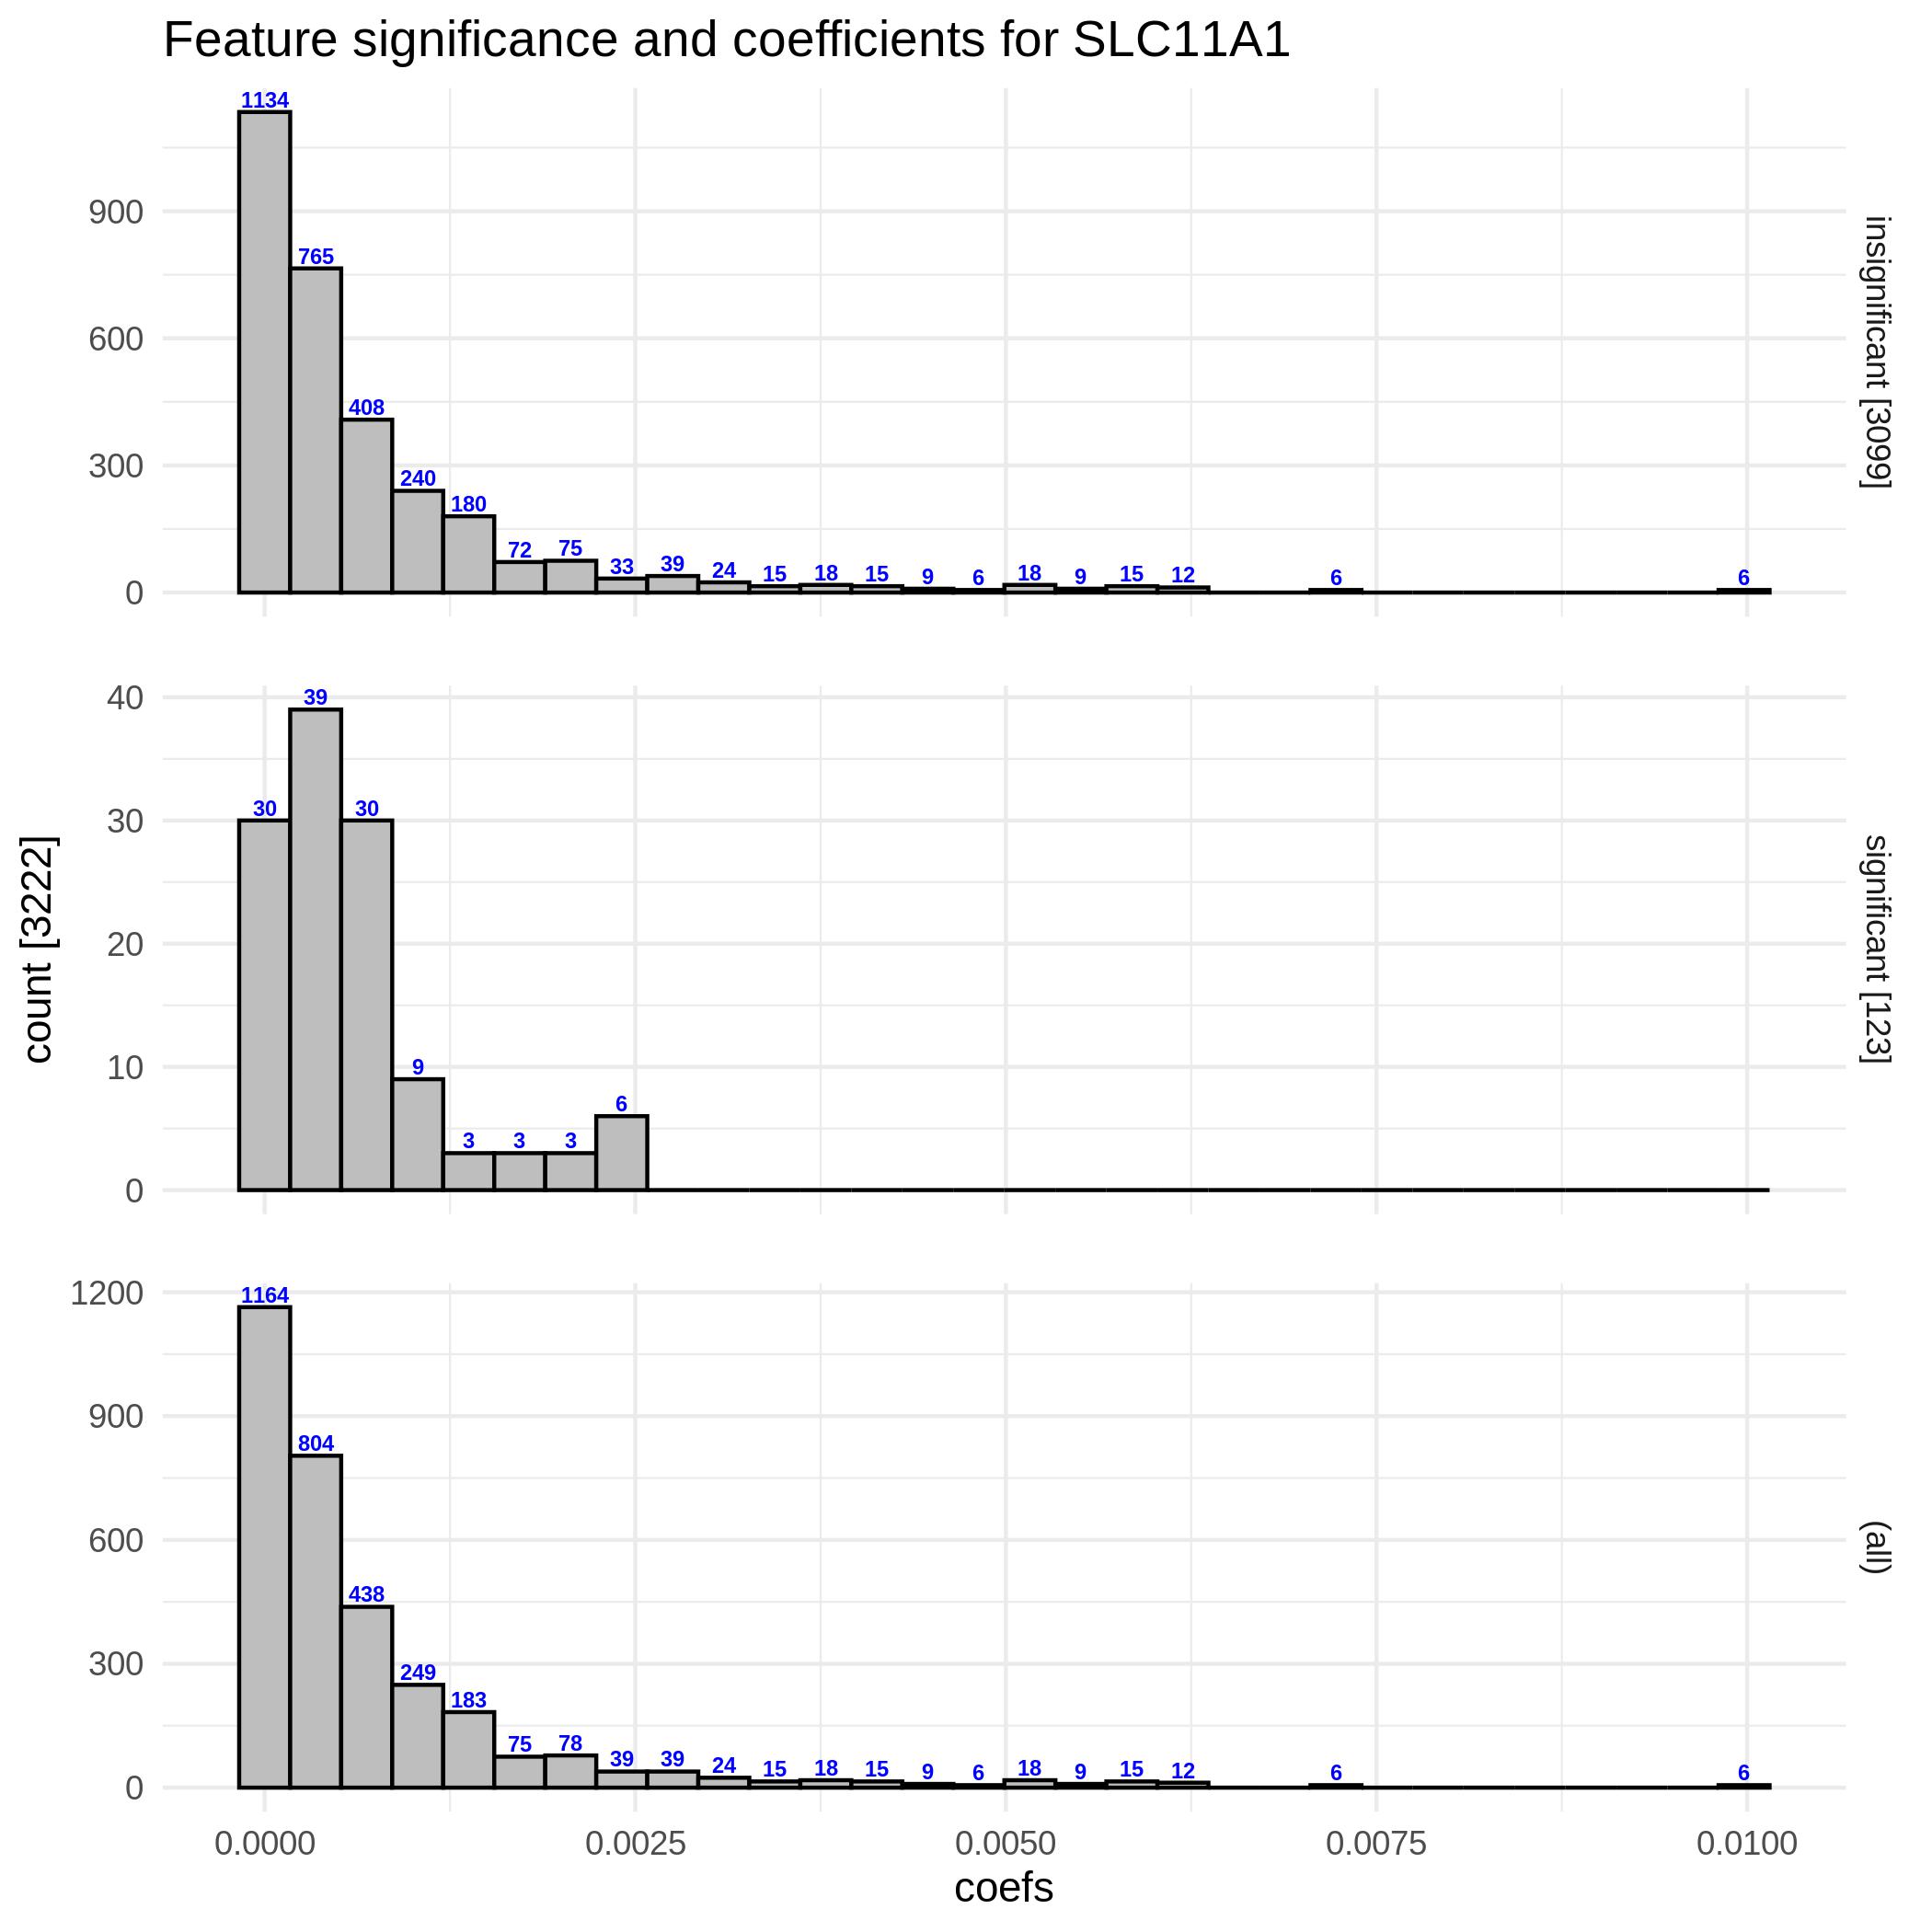 Feature significance and coefficients for SLC11A1
1134
900
765
600
408
300
240
180
72 75 33 39 24 15 18 15 9 6 18 9 15 12 6 6
0
insignificant [3099]
40
39
30
30 30
20
10
9
3 3 3 6
0
significant [123]
count [3222]
1200
1164
900
804
600
438
300
249
183
75 78 39 39 24 15 18 15 9 6 18 9 15 12 6 6
0
(all)
0.0000 0.0025 0.0050 0.0075 0.0100
coefs